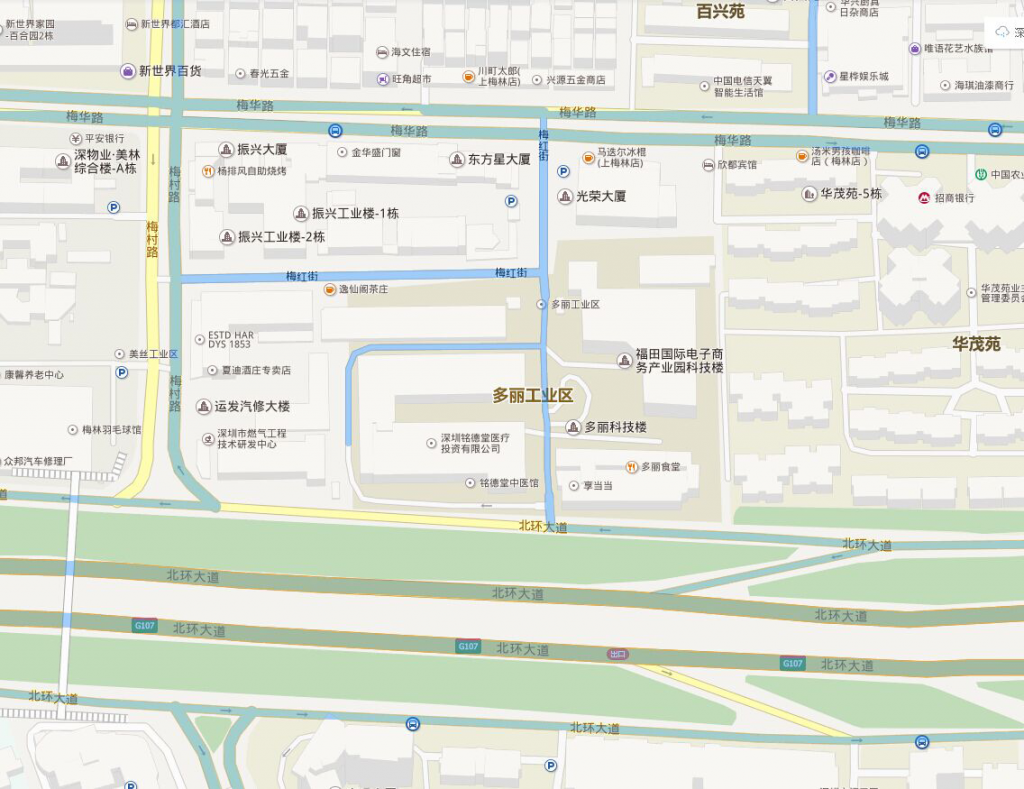 百兴苑
华兴厨具
日杂商店
深
新世界家园
-百合园2栋
新世界都汇酒店
海文住宿
唯语花艺水族馆
新世界百货
春光五金
旺角超市
川町太郎(
上梅林店)
兴源五金商店
中国电信天翼
智能生活馆
星桦娱乐城
海琪油漆商行
梅华路
梅华路
梅华路
梅华路
梅华路
梅华路
平安银行
深物业·美林
综合楼-A栋
振兴大厦
金华盛门窗
东方星大厦
梅红街
马迭尔冰棍
(上梅林店)
欣都宾馆
汤米男孩咖啡
店（梅林店）
中国农业
杨排风自助烧烤
梅村路
光荣大厦
华茂苑-5栋
招商银行
P
P
P
振兴工业楼-1栋
梅村路
振兴工业楼-2栋
梅红街
梅红街
逸仙阁茶庄
多丽工业区
华茂苑业主
管理委员会
ESTD HAR
DYS 1853
华茂苑
美丝工业区
福田国际电子商
务产业园科技楼
康馨养老中心
P
夏迪酒庄专卖店
梅村路
多丽工业区
运发汽修大楼
梅林羽毛球馆
深圳市燃气工程
技术研发中心
深圳铭德堂医疗
投资有限公司
多丽科技楼
众邦汽车修理厂
多丽食堂
铭德堂中医馆
享当当
道
北环大道
北环大道
北环大道
北环大道
北环大道
G107
北环大道
G107
北环大道
出口
G107
北环大道
北环大道
北环大道
P
P